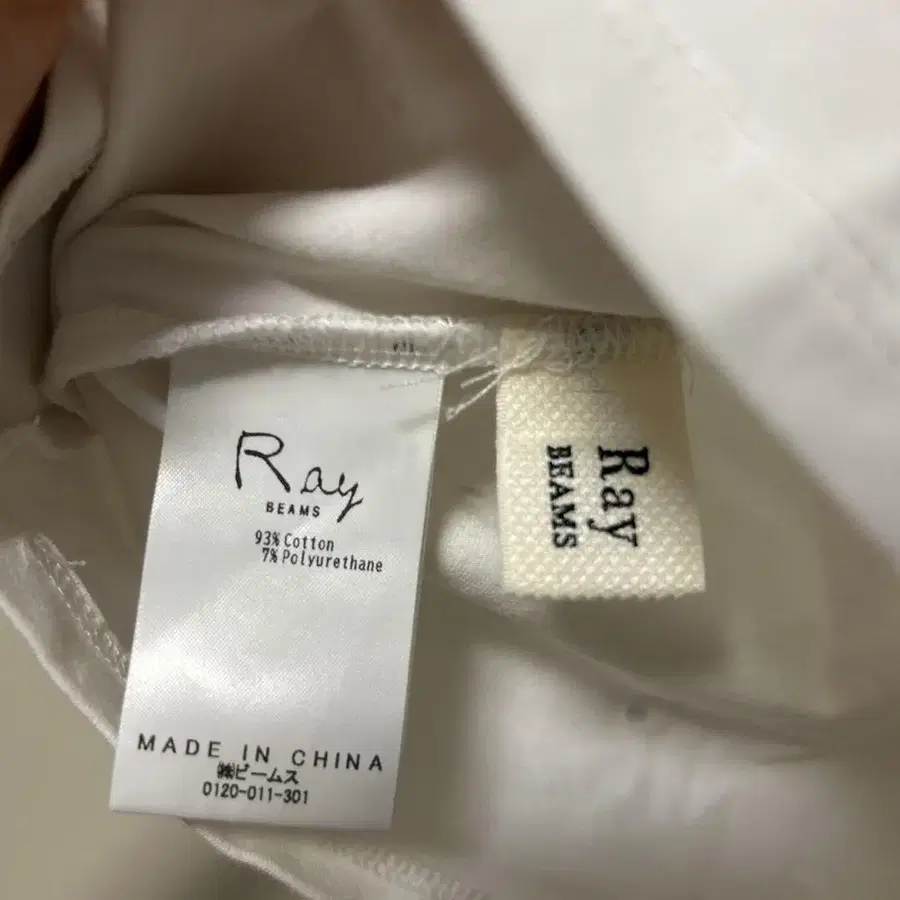 Ray
BEAMS
93% Cotton
7% Polyurethane
MADE IN CHINA
㈱ビームス
0120-011-301
Ray
BEAMS